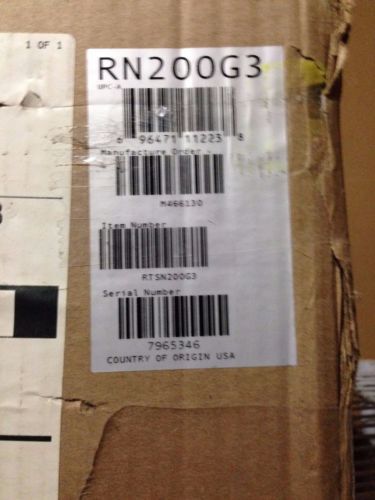 1 OF 1
RN200G3
UPC-A
6 96471 11223 8
Manufacture Order
M466130
Item Number
RTSN200G3
Serial Number
7965346
COUNTRY OF ORIGIN USA